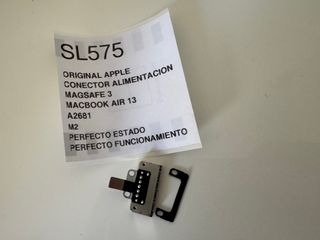 SL575
ORIGINAL APPLE
CONECTOR ALIMENTACION
MAGSAFE 3
MACBOOK AIR 13
A2681
M2
PERFECTO ESTADO
PERFECTO FUNCIONAMIENTO